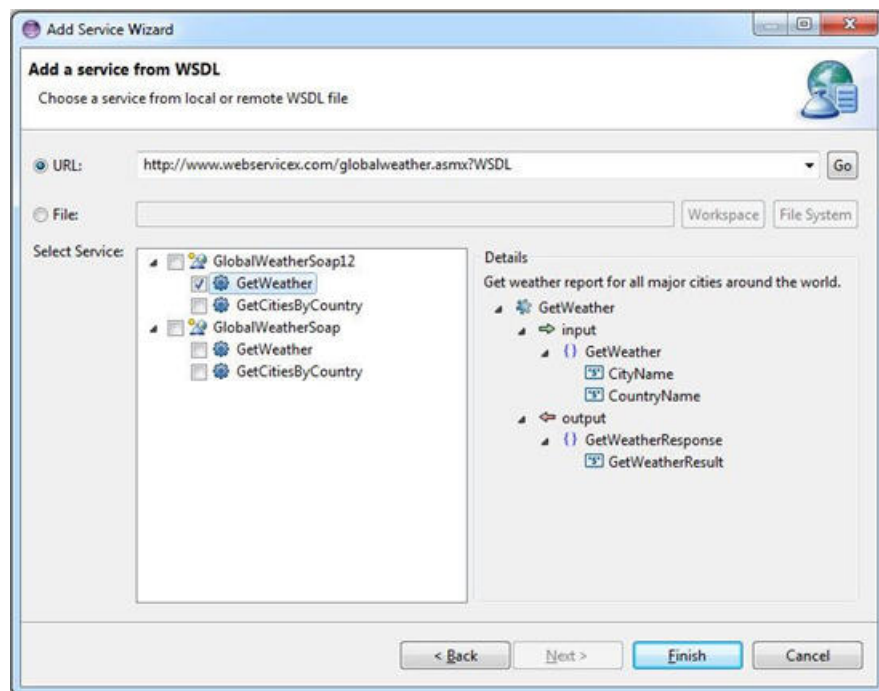 Add Service Wizard
Add a service from WSDL
Choose a service from local or remote WSDL file
URL:
http://www.webservicex.com/globalweather.asmx?WSDL
Go
File:
Workspace
File System
Select Service:
GlobalWeatherSoap12
GetWeather
GetCitiesByCountry
GlobalWeatherSoap
GetWeather
GetCitiesByCountry
Details
Get weather report for all major cities around the world.
GetWeather
input
{} GetWeather
"S" CityName
"S" CountryName
output
{} GetWeatherResponse
"S" GetWeatherResult
< Back
Next >
Finish
Cancel